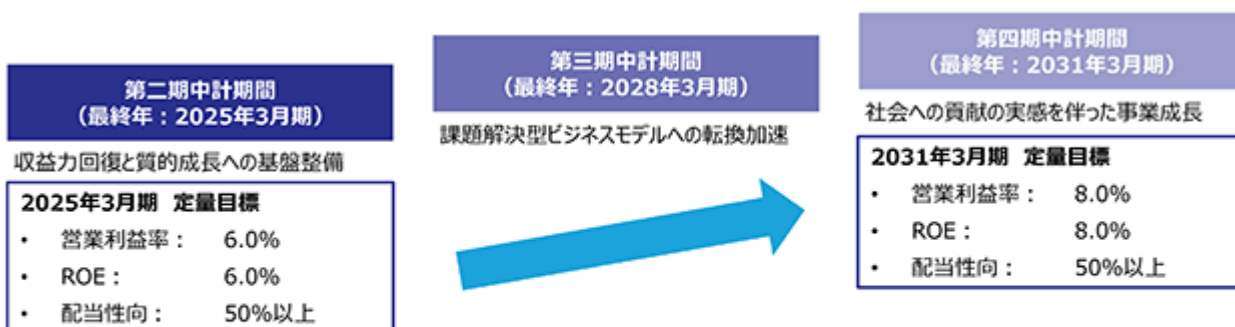 第二期中計期間
（最終年：2025年3月期）
収益力回復と質的成長への基盤整備
2025年3月期 定量目標
• 営業利益率： 6.0%
• ROE： 6.0%
• 配当性向： 50%以上
第三期中計期間
（最終年：2028年3月期）
課題解決型ビジネスモデルへの転換加速
第四期中計期間
（最終年：2031年3月期）
社会への貢献の実感を伴った事業成長
2031年3月期 定量目標
• 営業利益率： 8.0%
• ROE： 8.0%
• 配当性向： 50%以上